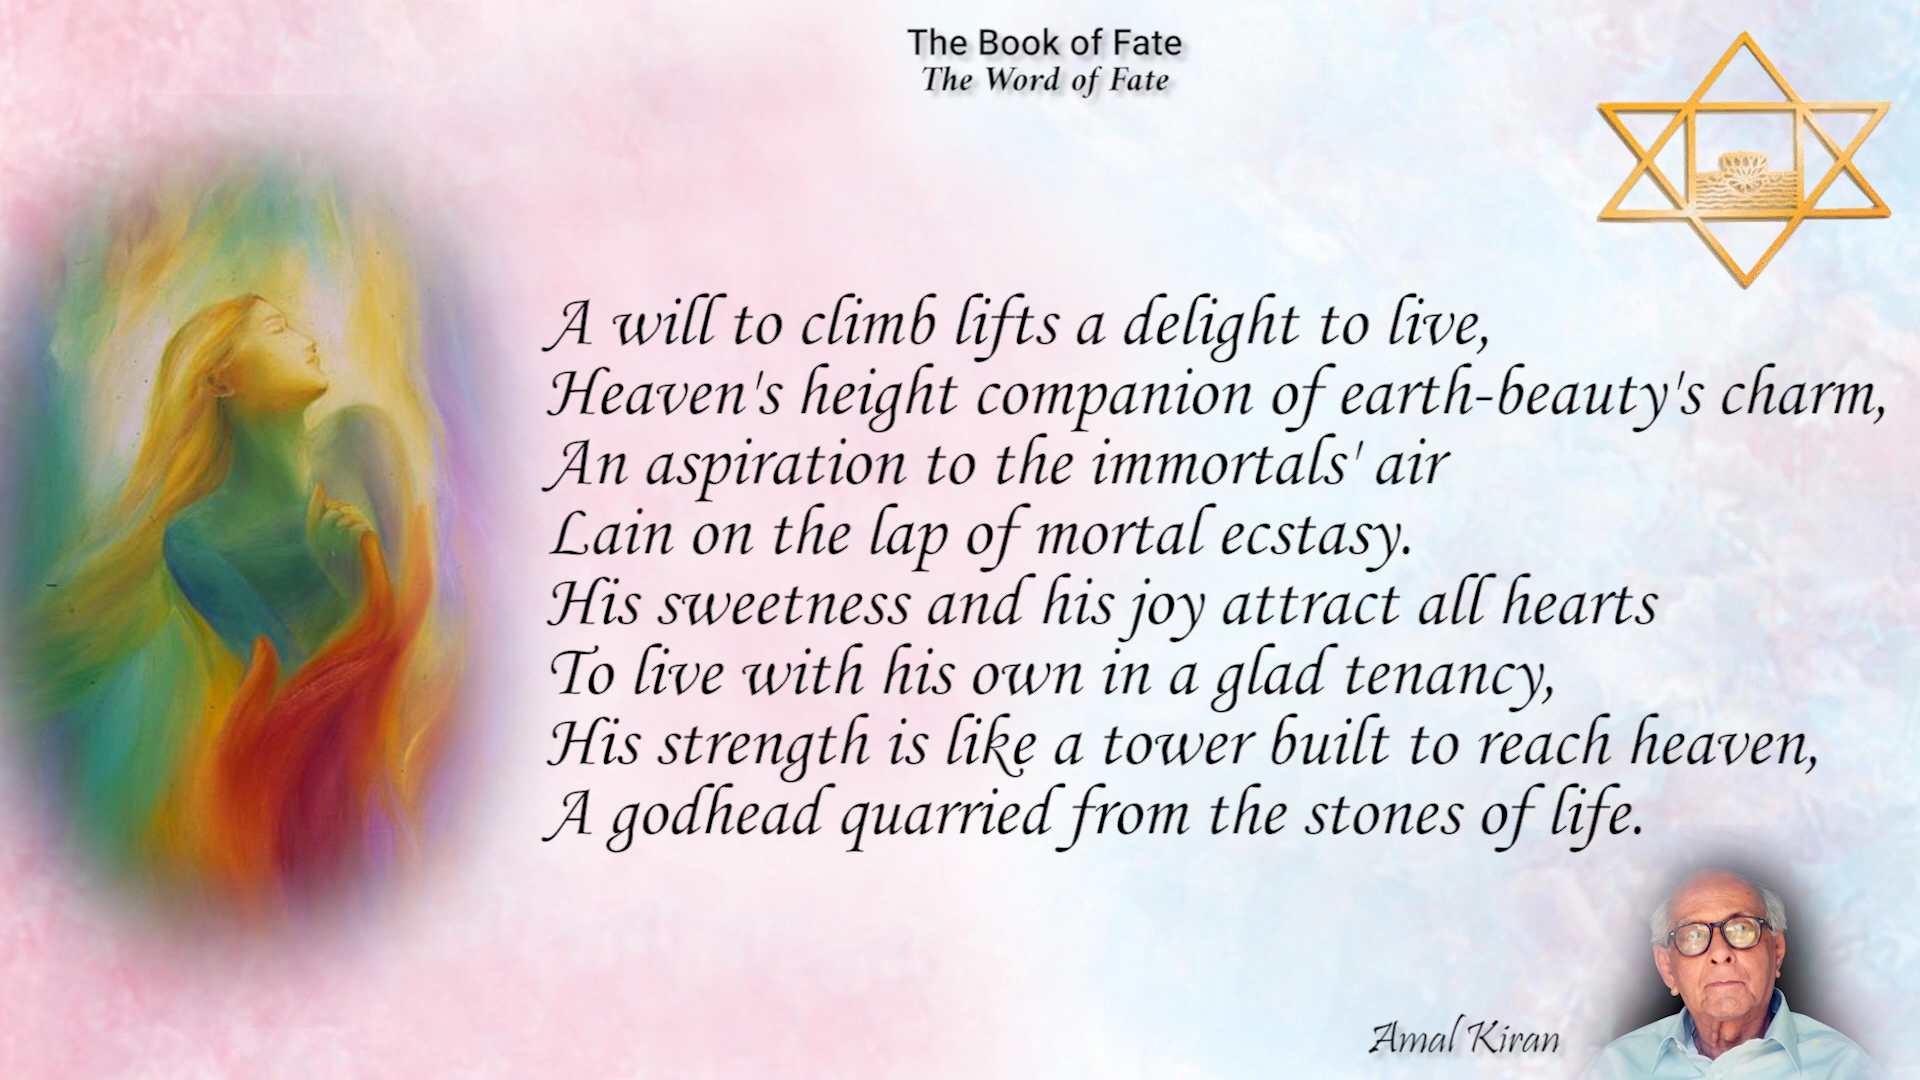 The Book of Fate
The Word of Fate
A will to climb lifts a delight to live,
Heaven's height companion of earth-beauty's charm,
An aspiration to the immortals' air
Lain on the lap of mortal ecstasy.
His sweetness and his joy attract all hearts
To live with his own in a glad tenancy,
His strength is like a tower built to reach heaven,
A godhead quarried from the stones of life.
Amal Kiran